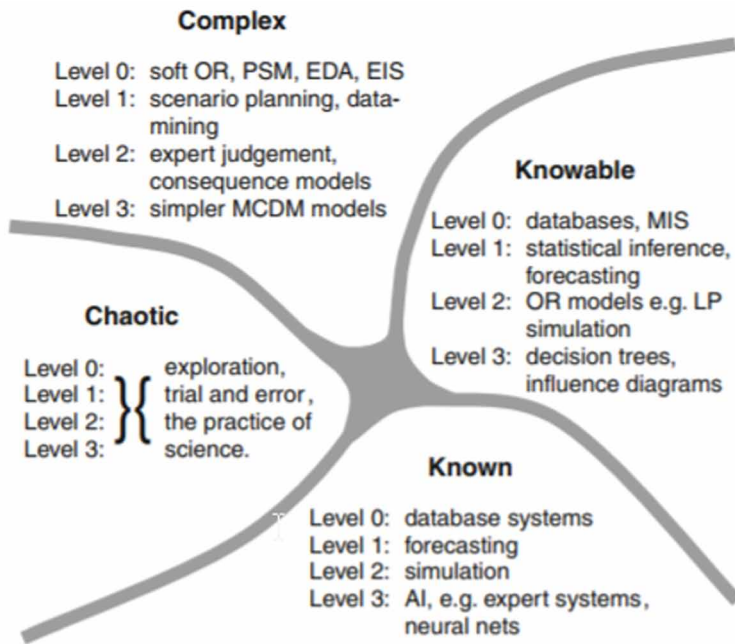 Complex
Level 0: soft OR, PSM, EDA, EIS
Level 1: scenario planning, data-
mining
Level 2: expert judgement,
consequence models
Level 3: simpler MCDM models
Knowable
Level 0: databases, MIS
Level 1: statistical inference,
forecasting
Level 2: OR models e.g. LP
simulation
Level 3: decision trees,
influence diagrams
Chaotic
Level 0: exploration,
Level 1: trial and error,
Level 2: the practice of
Level 3: science.
Known
Level 0: database systems
Level 1: forecasting
Level 2: simulation
Level 3: AI, e.g. expert systems,
neural nets